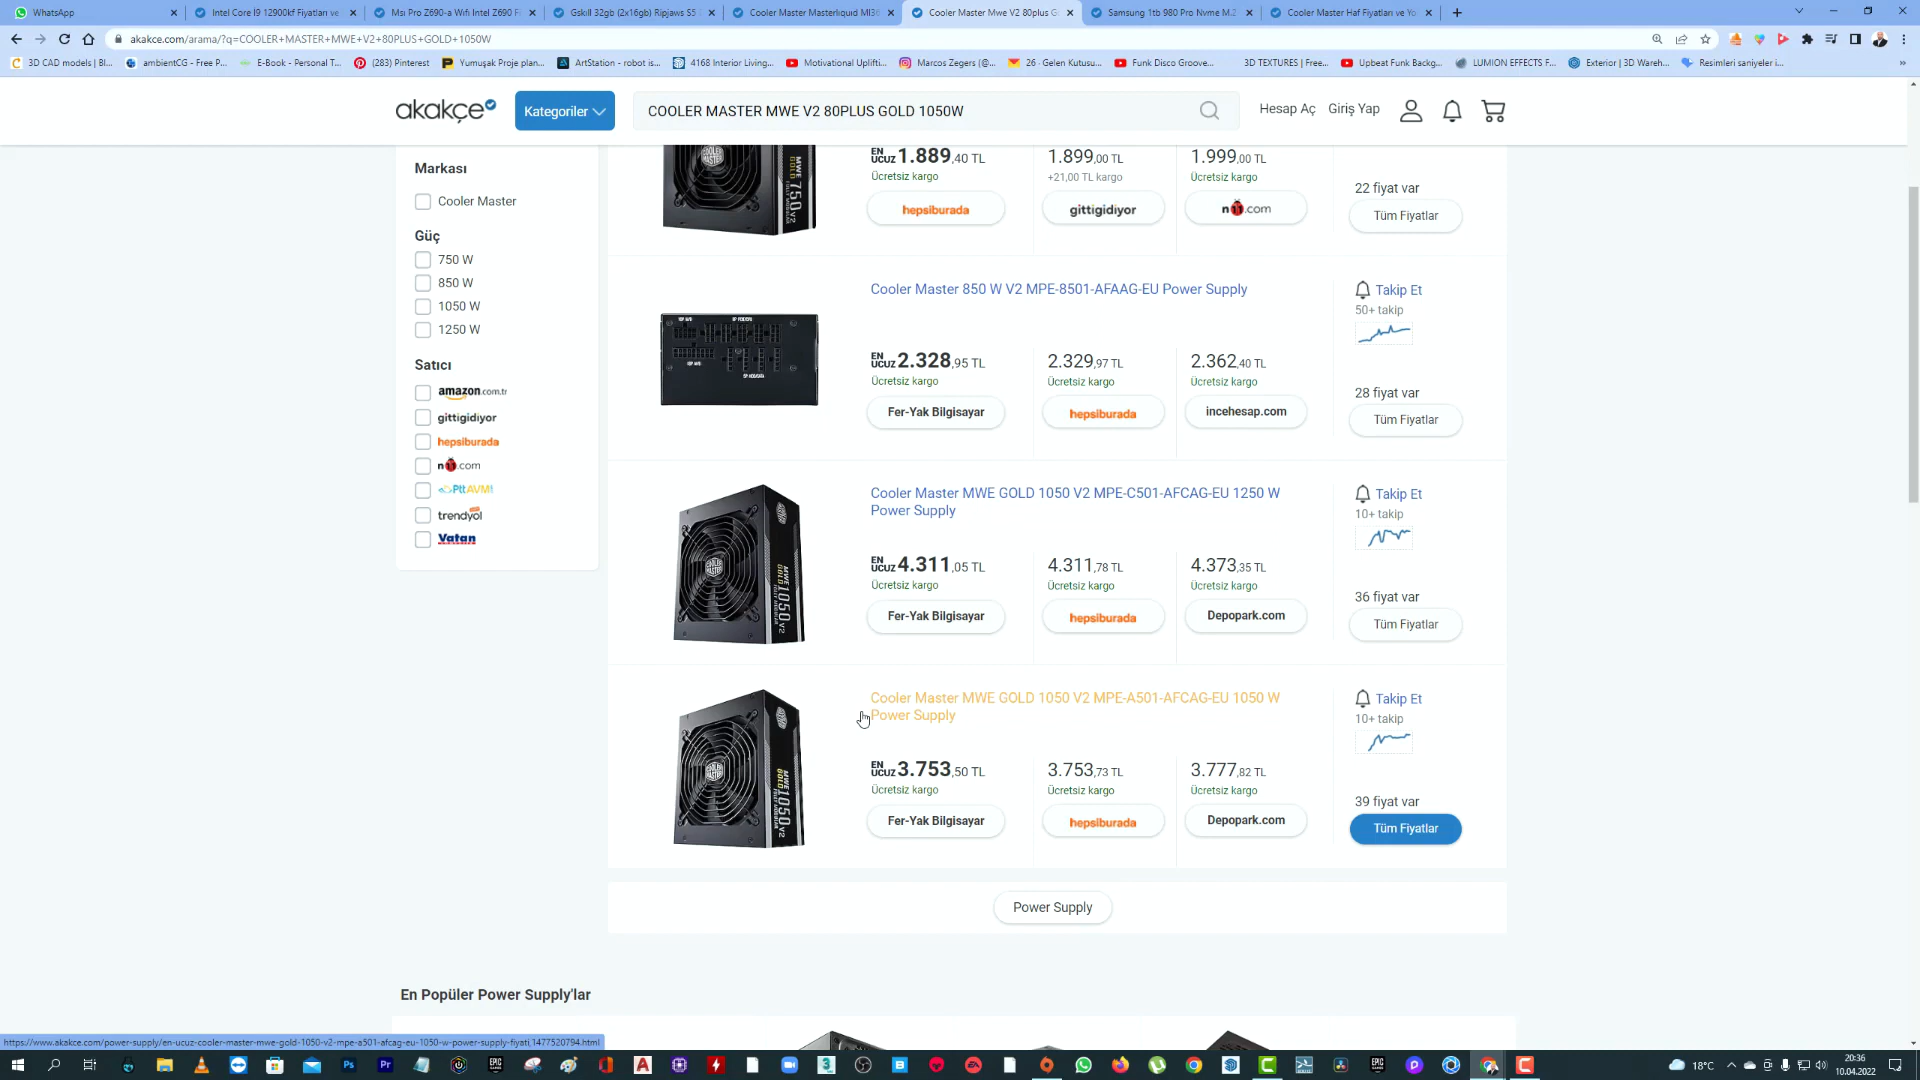 WhatsApp
Intel Core I9 12900kf Fiyatları ve
Msi Pro Z690-a Wifi Intel Z690 F
Gskill 32gb (2x16gb) Ripjaws S5
Cooler Master Masterliquid Ml36
Cooler Master Mwe V2 80plus G
Samsung 1tb 980 Pro Nvme M.2
Cooler Master Haf Fiyatları ve Yo
akakce.com/arama/?q=COOLER+MASTER+MWE+V2+80PLUS+GOLD+1050W
3D CAD models | Bl...
ambientCG - Free P...
E-Book - Personal T...
(283) Pinterest
Yumuşak Proje plan...
ArtStation - robot is...
4168 Interior Living...
Motivational Uplifti...
Marcos Zegers (@...
26 · Gelen Kutusu...
Funk Disco Groove...
3D TEXTURES | Free...
Upbeat Funk Backg...
LUMION EFFECTS F...
Exterior | 3D Wareh...
Resimleri saniyeler i...
akakçe
Kategoriler
COOLER MASTER MWE V2 80PLUS GOLD 1050W
Hesap Aç
Giriş Yap
Markası
Cooler Master
Güç
750 W
850 W
1050 W
1250 W
Satıcı
amazon.com.tr
gittigidiyor
hepsiburada
n11.com
PttAVM
trendyol
Vatan
EN UCUZ 1.889,40 TL
Ücretsiz kargo
hepsiburada
1.899,00 TL
+21,00 TL kargo
gittigidiyor
1.999,00 TL
Ücretsiz kargo
n11.com
22 fiyat var
Tüm Fiyatlar
Cooler Master 850 W V2 MPE-8501-AFAAG-EU Power Supply
EN UCUZ 2.328,95 TL
Ücretsiz kargo
Fer-Yak Bilgisayar
2.329,97 TL
Ücretsiz kargo
hepsiburada
2.362,40 TL
Ücretsiz kargo
incehesap.com
Takip Et
50+ takip
28 fiyat var
Tüm Fiyatlar
Cooler Master MWE GOLD 1050 V2 MPE-C501-AFCAG-EU 1250 W
Power Supply
EN UCUZ 4.311,05 TL
Ücretsiz kargo
Fer-Yak Bilgisayar
4.311,78 TL
Ücretsiz kargo
hepsiburada
4.373,35 TL
Ücretsiz kargo
Depopark.com
Takip Et
10+ takip
36 fiyat var
Tüm Fiyatlar
Cooler Master MWE GOLD 1050 V2 MPE-A501-AFCAG-EU 1050 W
Power Supply
EN UCUZ 3.753,50 TL
Ücretsiz kargo
Fer-Yak Bilgisayar
3.753,73 TL
Ücretsiz kargo
hepsiburada
3.777,82 TL
Ücretsiz kargo
Depopark.com
Takip Et
10+ takip
39 fiyat var
Tüm Fiyatlar
Power Supply
En Popüler Power Supply'lar
https://www.akakce.com/power-supply/en-ucuz-cooler-master-mwe-gold-1050-v2-mpe-a501-afcag-eu-1050-w-power-supply-fiyati,1477520794.html
18°C
20:36
10.04.2022